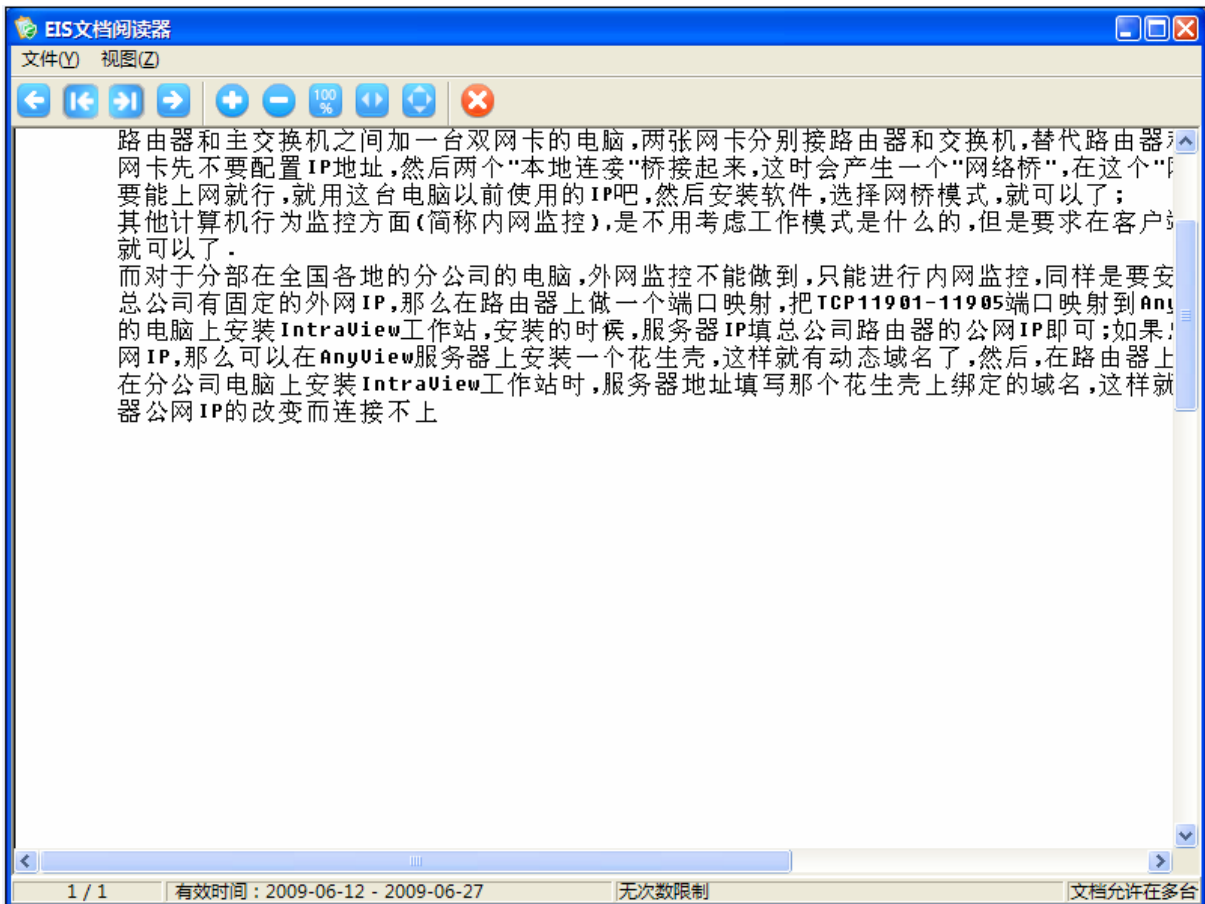 EIS文档阅读器
文件(Y) 视图(Z)
100%
路由器和主交换机之间加一台双网卡的电脑,两张网卡分别接路由器和交换机,替代路由器
网卡先不要配置IP地址,然后两个"本地连接"桥接起来,这时会产生一个"网络桥",在这个"
要能上网就行,就用这台电脑以前使用的IP吧,然后安装软件,选择网桥模式,就可以了;
其他计算机行为监控方面(简称内网监控),是不用考虑工作模式是什么的,但是要求在客户端
就可以了.
而对于分部在全国各地的分公司的电脑,外网监控不能做到,只能进行内网监控,同样是要安
总公司有固定的外网IP,那么在路由器上做一个端口映射,把TCP11901-11905端口映射到Any
的电脑上安装IntraView工作站,安装的时候,服务器IP填总公司路由器的公网IP即可;如果
网IP,那么可以在AnyView服务器上安装一个花生壳,这样就有动态域名了,然后,在路由器上
在分公司电脑上安装IntraView工作站时,服务器地址填写那个花生壳上绑定的域名,这样就
器公网IP的改变而连接不上
1 / 1 有效时间:2009-06-12 - 2009-06-27 无次数限制 文档允许在多台